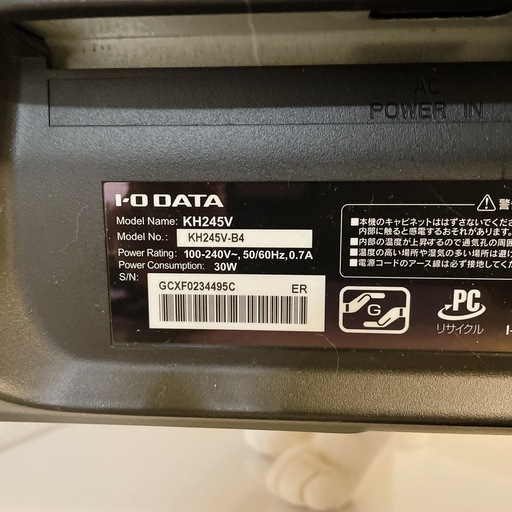 AC
POWER IN
I-O DATA
Model Name: KH245V
Model No.: KH245V-B4
Power Rating: 100-240V~, 50/60Hz, 0.7A
Power Consumption: 30W
S/N:
GCXF0234495C ER
⚠警
■本機のキャビネットははずさないでくださ
内部に触ると感電するおそれがあります。
■内部の温度が上昇するので通気孔の周囲
■温度の高い場所や湿気の多い場所は避け
■電源コードのアース線は必ず接地してく
G
PC
リサイクル